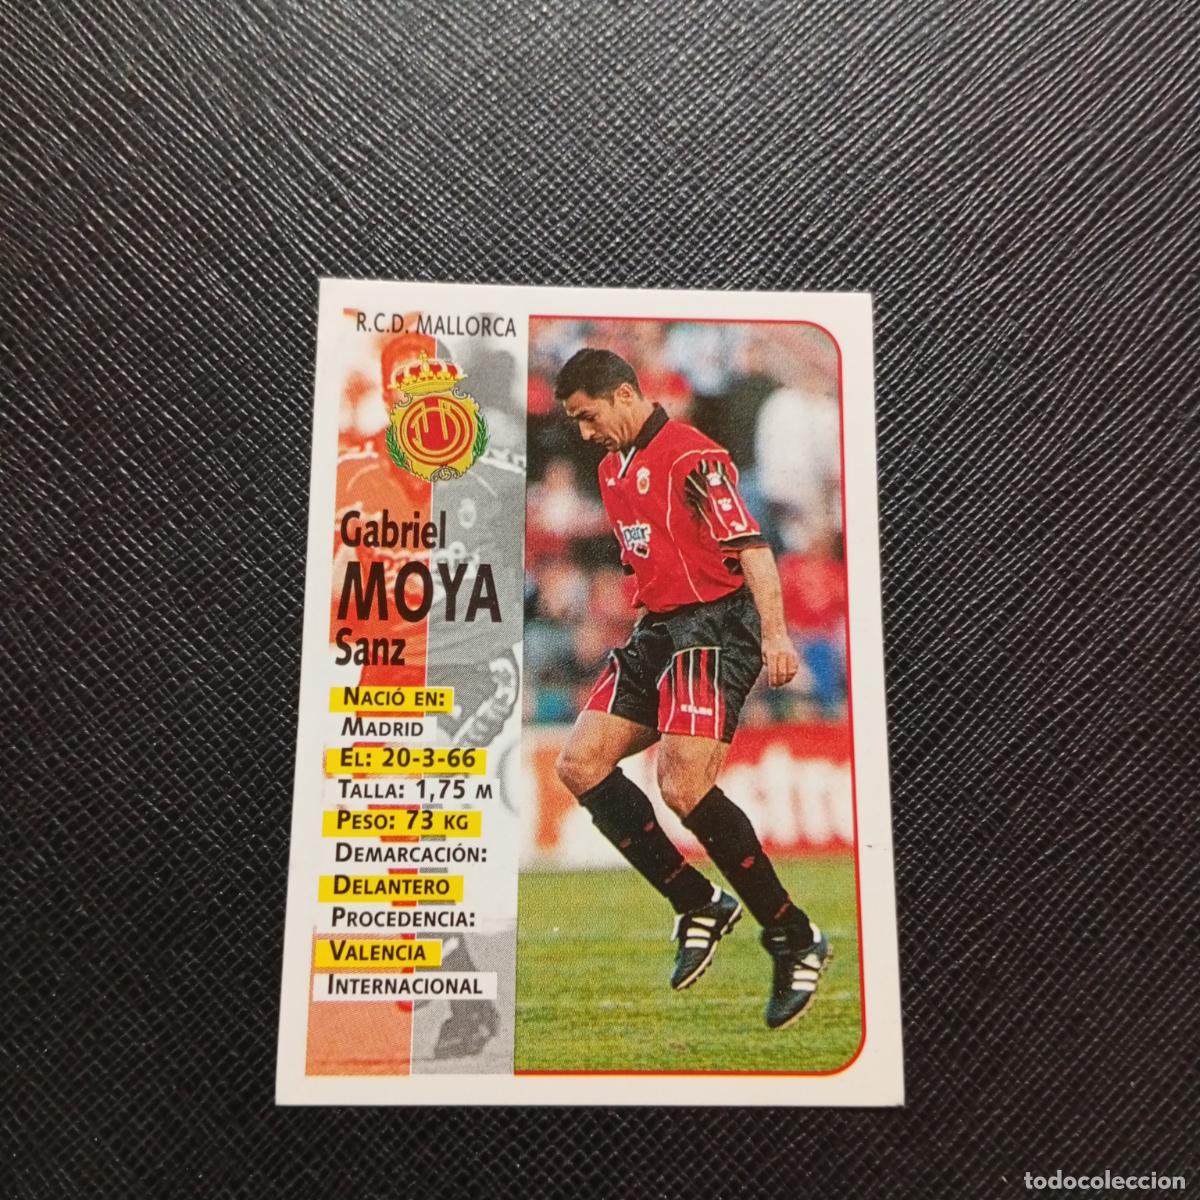 R.C.D. MALLORCA
Gabriel
MOYA
Sanz
NACIÓ EN:
MADRID
EL: 20-3-66
TALLA: 1,75 M
PESO: 73 KG
DEMARCACIÓN:
DELANTERO
PROCEDENCIA:
VALENCIA
INTERNACIONAL
KELME
todocoleccion